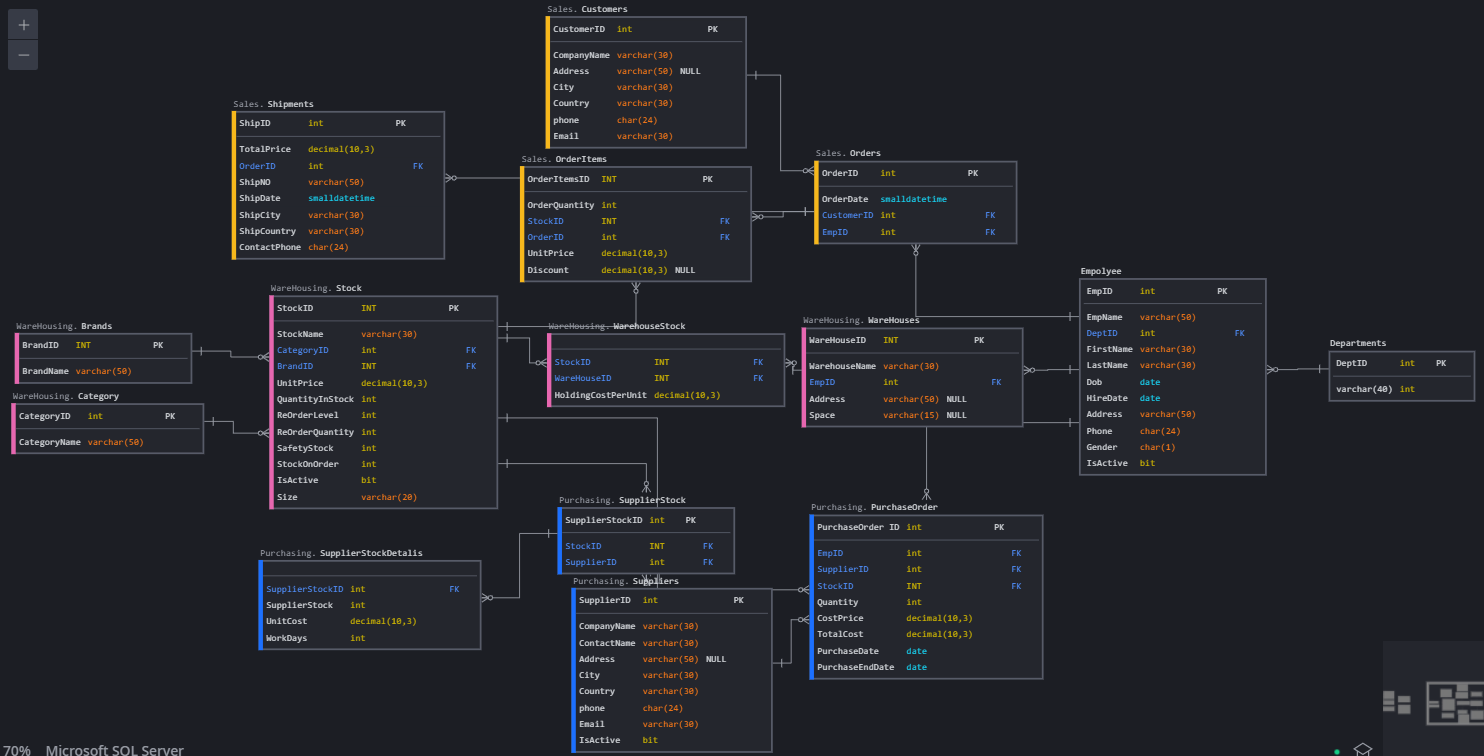 +
−
Sales. Customers
CustomerID int PK
CompanyName varchar(30)
Address varchar(50) NULL
City varchar(30)
Country varchar(30)
phone char(24)
Email varchar(30)
Sales. Shipments
ShipID int PK
TotalPrice decimal(10,3)
OrderID int FK
ShipNO varchar(50)
ShipDate smalldatetime
ShipCity varchar(30)
ShipCountry varchar(30)
ContactPhone char(24)
Sales. OrderItems
OrderItemsID INT PK
OrderQuantity int
StockID INT FK
OrderID int FK
UnitPrice decimal(10,3)
Discount decimal(10,3) NULL
Sales. Orders
OrderID int PK
OrderDate smalldatetime
CustomerID int FK
EmpID int FK
Empolyee
EmpID int PK
EmpName varchar(50)
DeptID int FK
FirstName varchar(30)
LastName varchar(30)
Dob date
HireDate date
Address varchar(50)
Phone char(24)
Gender char(1)
IsActive bit
Departments
DeptID int PK
varchar(40) int
WareHousing. Brands
BrandID INT PK
BrandName varchar(50)
WareHousing. Category
CategoryID int PK
CategoryName varchar(50)
WareHousing. Stock
StockID INT PK
StockName varchar(30)
CategoryID int FK
BrandID INT FK
UnitPrice decimal(10,3)
QuantityInStock int
ReOrderLevel int
ReOrderQuantity int
SafetyStock int
StockOnOrder int
IsActive bit
Size varchar(20)
WareHousing. WarehouseStock
StockID INT FK
WareHouseID INT FK
HoldingCostPerUnit decimal(10,3)
WareHousing. WareHouses
WareHouseID INT PK
WarehouseName varchar(30)
EmpID int FK
Address varchar(50) NULL
Space varchar(15) NULL
Purchasing. SupplierStock
SupplierStockID int PK
StockID INT FK
SupplierID int FK
Purchasing. SupplierStockDetalis
SupplierStockID int FK
SupplierStock int
UnitCost decimal(10,3)
WorkDays int
Purchasing. Suppliers
SupplierID int PK
CompanyName varchar(30)
ContactName varchar(30)
Address varchar(50) NULL
City varchar(30)
Country varchar(30)
phone char(24)
Email varchar(30)
IsActive bit
Purchasing. PurchaseOrder
PurchaseOrder ID int PK
EmpID int FK
SupplierID int FK
StockID INT FK
Quantity int
CostPrice decimal(10,3)
TotalCost decimal(10,3)
PurchaseDate date
PurchaseEndDate date
70% Microsoft SQL Server